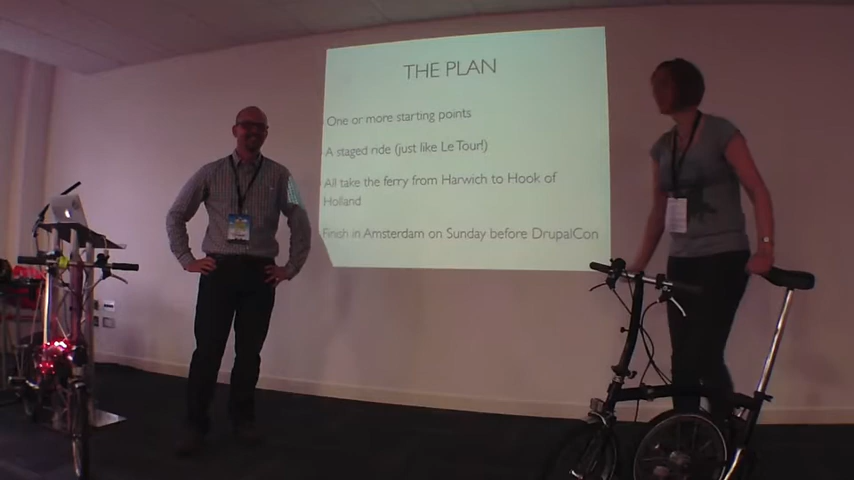 THE PLAN
One or more starting points
A staged ride (just like Le Tour!)
All take the ferry from Harwich to Hook of
Holland
Finish in Amsterdam on Sunday before DrupalCon